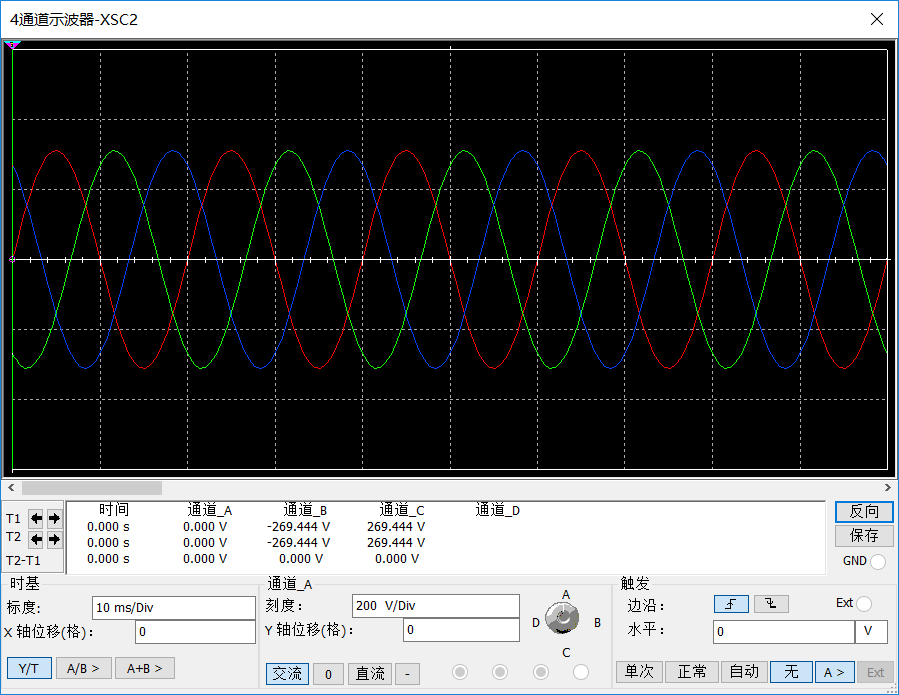 4通道示波器-XSC2
时间 通道_A 通道_B 通道_C 通道_D
T1 0.000 s 0.000 V -269.444 V 269.444 V
T2 0.000 s 0.000 V -269.444 V 269.444 V
T2-T1 0.000 s 0.000 V 0.000 V 0.000 V
反向
保存
GND
时基
标度: 10 ms/Div
X 轴位移(格): 0
Y/T A/B > A+B >
通道_A
刻度: 200 V/Div
Y 轴位移(格): 0
交流 0 直流 -
A
D B
C
触发
边沿: Ext
水平: 0 V
单次 正常 自动 无 A > Ext